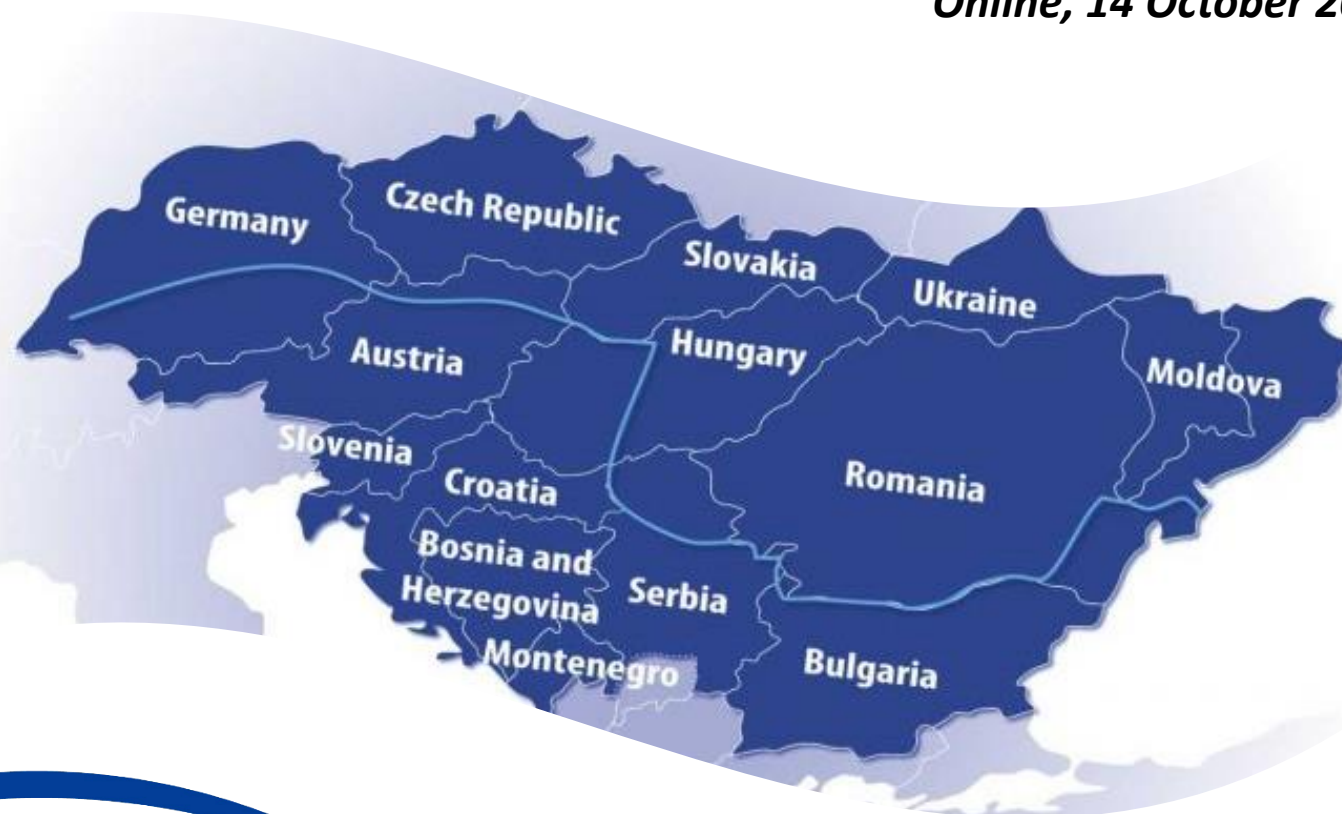 Online, 14 October 20
Germany
Czech Republic
Slovakia
Ukraine
Austria
Hungary
Moldova
Slovenia
Croatia
Romania
Bosnia and
Herzegovina
Serbia
Montenegro
Bulgaria